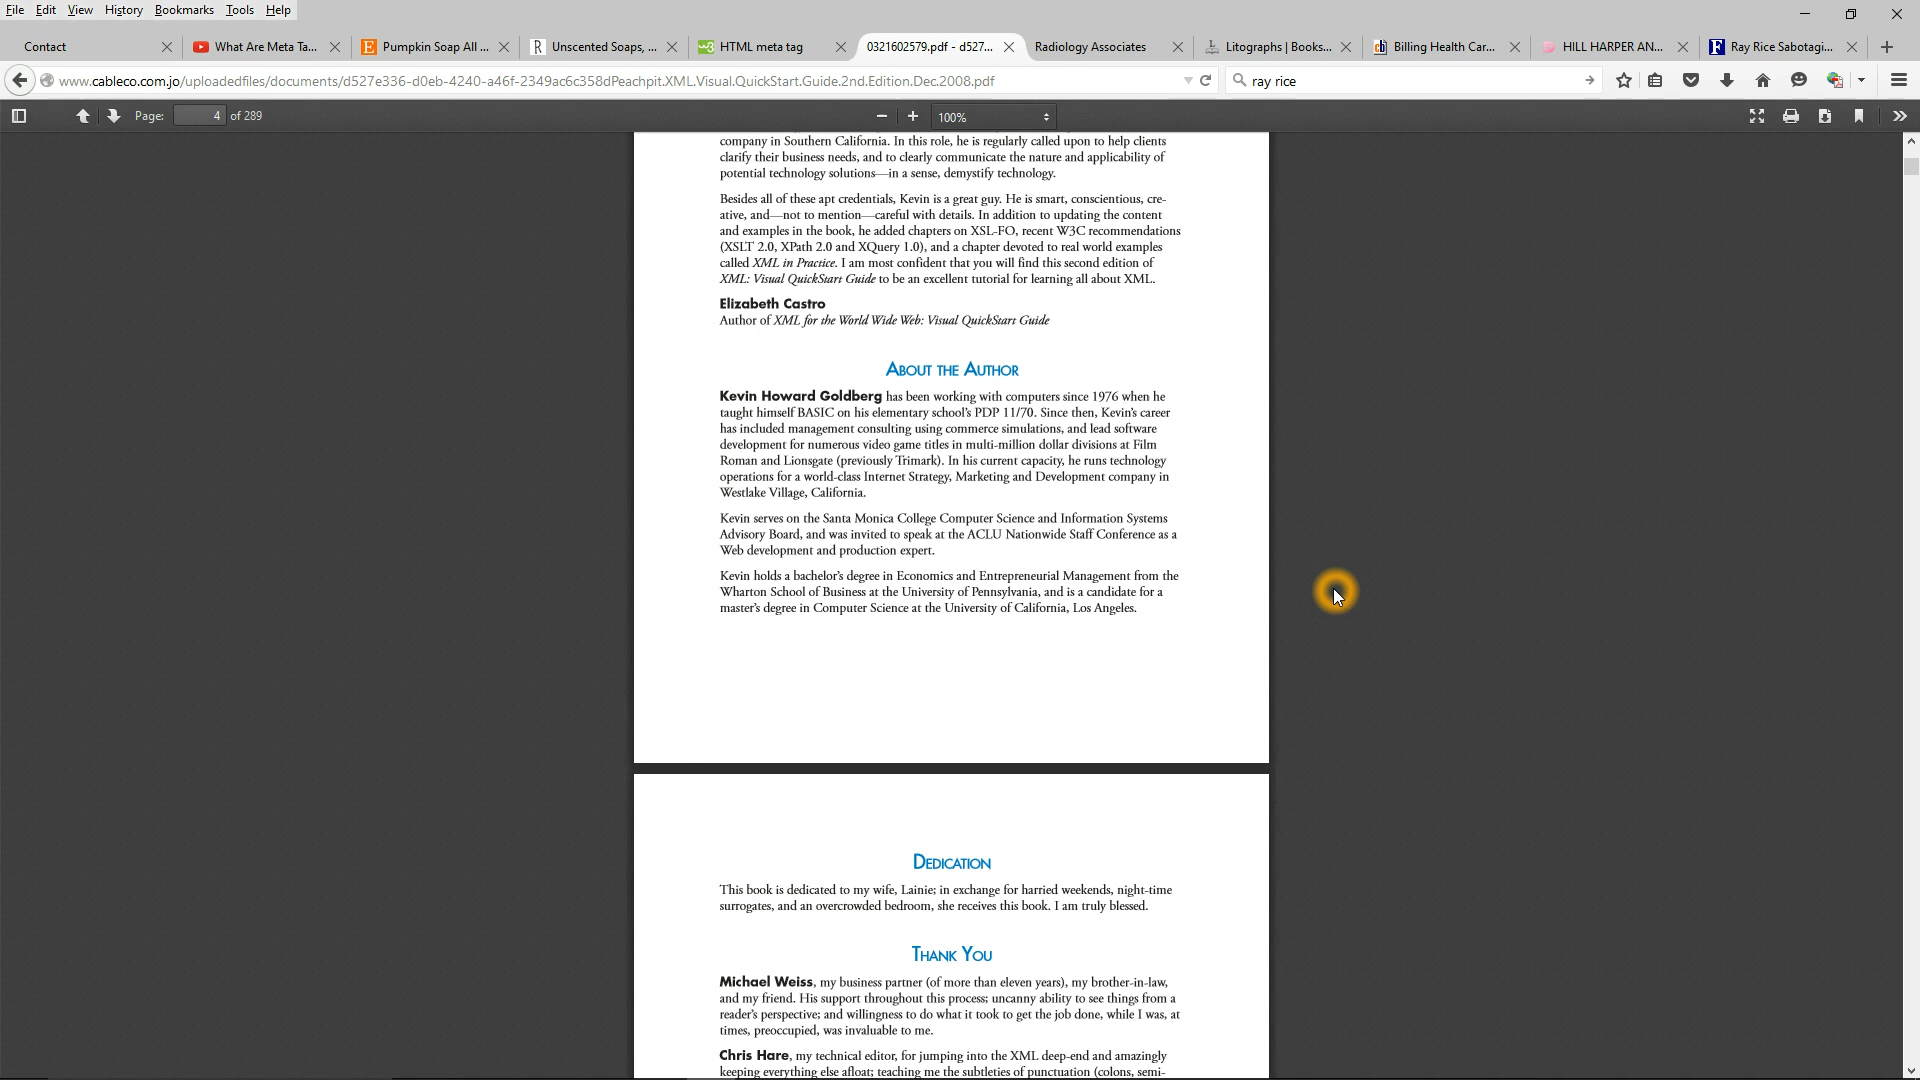 File Edit View History Bookmarks Tools Help
Contact What Are Meta Ta... Pumpkin Soap All ... Unscented Soaps, ... HTML meta tag 0321602579.pdf - d527... Radiology Associates Litographs | Books... Billing Health Car... HILL HARPER AN... Ray Rice Sabotagi...
www.cableco.com.jo/uploadedfiles/documents/d527e336-d0eb-4240-a46f-2349ac6c358dPeachpit.XML.Visual.QuickStart.Guide.2nd.Edition.Dec.2008.pdf ray rice
Page: 4 of 289 100%
company in Southern California. In this role, he is regularly called upon to help clients
clarify their business needs, and to clearly communicate the nature and applicability of
potential technology solutions—in a sense, demystify technology.
Besides all of these apt credentials, Kevin is a great guy. He is smart, conscientious, cre-
ative, and—not to mention—careful with details. In addition to updating the content
and examples in the book, he added chapters on XSL-FO, recent W3C recommendations
(XSLT 2.0, XPath 2.0 and XQuery 1.0), and a chapter devoted to real world examples
called XML in Practice. I am most confident that you will find this second edition of
XML: Visual QuickStart Guide to be an excellent tutorial for learning all about XML.
Elizabeth Castro
Author of XML for the World Wide Web: Visual QuickStart Guide
About the Author
Kevin Howard Goldberg has been working with computers since 1976 when he
taught himself BASIC on his elementary school's PDP 11/70. Since then, Kevin's career
has included management consulting using commerce simulations, and lead software
development for numerous video game titles in multi-million dollar divisions at Film
Roman and Lionsgate (previously Trimark). In his current capacity, he runs technology
operations for a world-class Internet Strategy, Marketing and Development company in
Westlake Village, California.
Kevin serves on the Santa Monica College Computer Science and Information Systems
Advisory Board, and was invited to speak at the ACLU Nationwide Staff Conference as a
Web development and production expert.
Kevin holds a bachelor's degree in Economics and Entrepreneurial Management from the
Wharton School of Business at the University of Pennsylvania, and is a candidate for a
master's degree in Computer Science at the University of California, Los Angeles.
Dedication
This book is dedicated to my wife, Lainie; in exchange for harried weekends, night-time
surrogates, and an overcrowded bedroom, she receives this book. I am truly blessed.
Thank You
Michael Weiss, my business partner (of more than eleven years), my brother-in-law,
and my friend. His support throughout this process; uncanny ability to see things from a
reader's perspective; and willingness to do what it took to get the job done, while I was, at
times, preoccupied, was invaluable to me.
Chris Hare, my technical editor, for jumping into the XML deep-end and amazingly
keeping everything else afloat; teaching me the subtleties of punctuation (colons, semi-